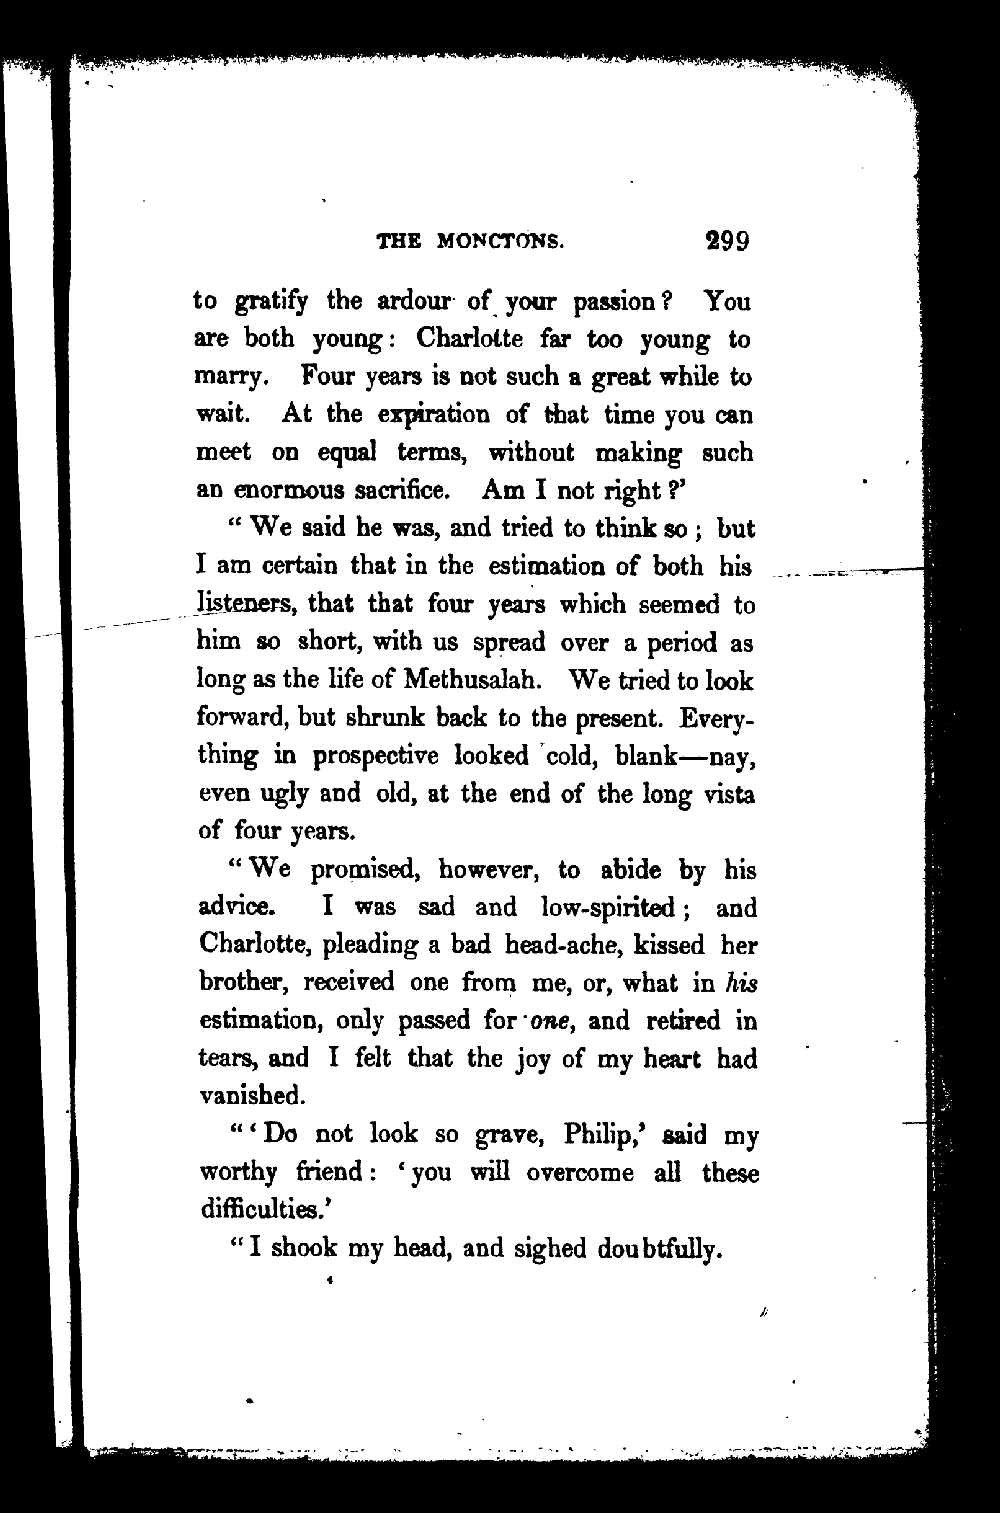 THE MONCTONS. 299
to gratify the ardour of your passion? You
are both young: Charlotte far too young to
marry. Four years is not such a great while to
wait. At the expiration of that time you can
meet on equal terms, without making such
an enormous sacrifice. Am I not right?’
“We said he was, and tried to think so; but
I am certain that in the estimation of both his
listeners, that that four years which seemed to
him so short, with us spread over a period as
long as the life of Methusalah. We tried to look
forward, but shrunk back to the present. Every-
thing in prospective looked cold, blank—nay,
even ugly and old, at the end of the long vista
of four years.
“We promised, however, to abide by his
advice. I was sad and low-spirited; and
Charlotte, pleading a bad head-ache, kissed her
brother, received one from me, or, what in his
estimation, only passed for one, and retired in
tears, and I felt that the joy of my heart had
vanished.
“‘Do not look so grave, Philip,’ said my
worthy friend: ‘you will overcome all these
difficulties.’
“I shook my head, and sighed doubtfully.